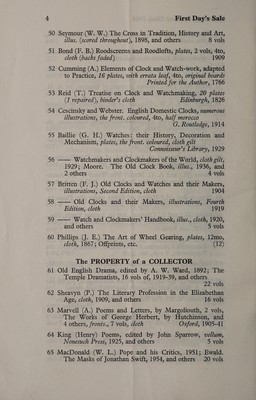 4 First Day's Sale
50 Seymour (W. W.) The Cross in Tradition, History and Art,
illus. (cored throughout), 1898, and others 8 vols
51 Bond (F. B.) Roodscreens and Roodlofts, plates, 2 vols, 4to,
cloth (backs faded) 1909
52 Cumming (A.) Elements of Clock and Watch-work, adapted
to Practice, 16 plates, with errata leaf, 4to, original boards
Printed for the Author, 1766
53 Reid (T.) Treatise on Clock and Watchmaking, 20 plates
(1 repaired), binder's cloth Edinburgh, 1826
54 Cescinsky and Webster. English Domestic Clocks, numerous
illustrations, the front. coloured, 4to, half morocco
G. Routledge, 1914
55 Baillie (G. H.) Watches: their History, Decoration and
Mechanism, plates, the front. coloured, cloth gilt
Connoisseur's Library, 1929
56 —— Watchmakers and Clockmakers of the World, cloth gilt,
1929; Moore. The Old Clock Book, illus., 1936, and
2 others 4 vols
57 Britten (F. J.) Old Clocks and Watches and their Makers,
illustrations, Second Edition, cloth 1904
58 —— Old Clocks and their Makers, illustrations, Fourth
Edition, cloth 1919
59 —— Watch and Clockmakers' Handbook, illus., cloth, 1920,
and others 5 vols
60 Phillips (J. E.) The Art of Wheel Gearing, plates, 12mo,
cloth, 1867; Offprints, etc. (12)
The PROPERTY of a COLLECTOR
61 Old English Drama, edited by A. W. Ward, 1892; The
Temple Dramatists, 16 vols, of 1919-39, and others
22 vols
62 Sheavyn (P.) The Literary Profession in the Elizabethan
Age, cloth, 1909, and others 16 vols
63 Marvell (A.) Poems and Letters, by Margoliouth, 2 vols,
The Works of George Herbert, by Hutchinson, and
4 others, fronts., 7 vols, cloth Oxford, 1905-41
64 King (Henry) Poems, edited by John Sparrow, vellum,
Nonesuch Press, 1925, and others 5 vols
65 MacDonald (W. L.) Pope and his Critics, 1951; Ewald.
The Masks of Jonathan Swift, 1954, and others 20 vols